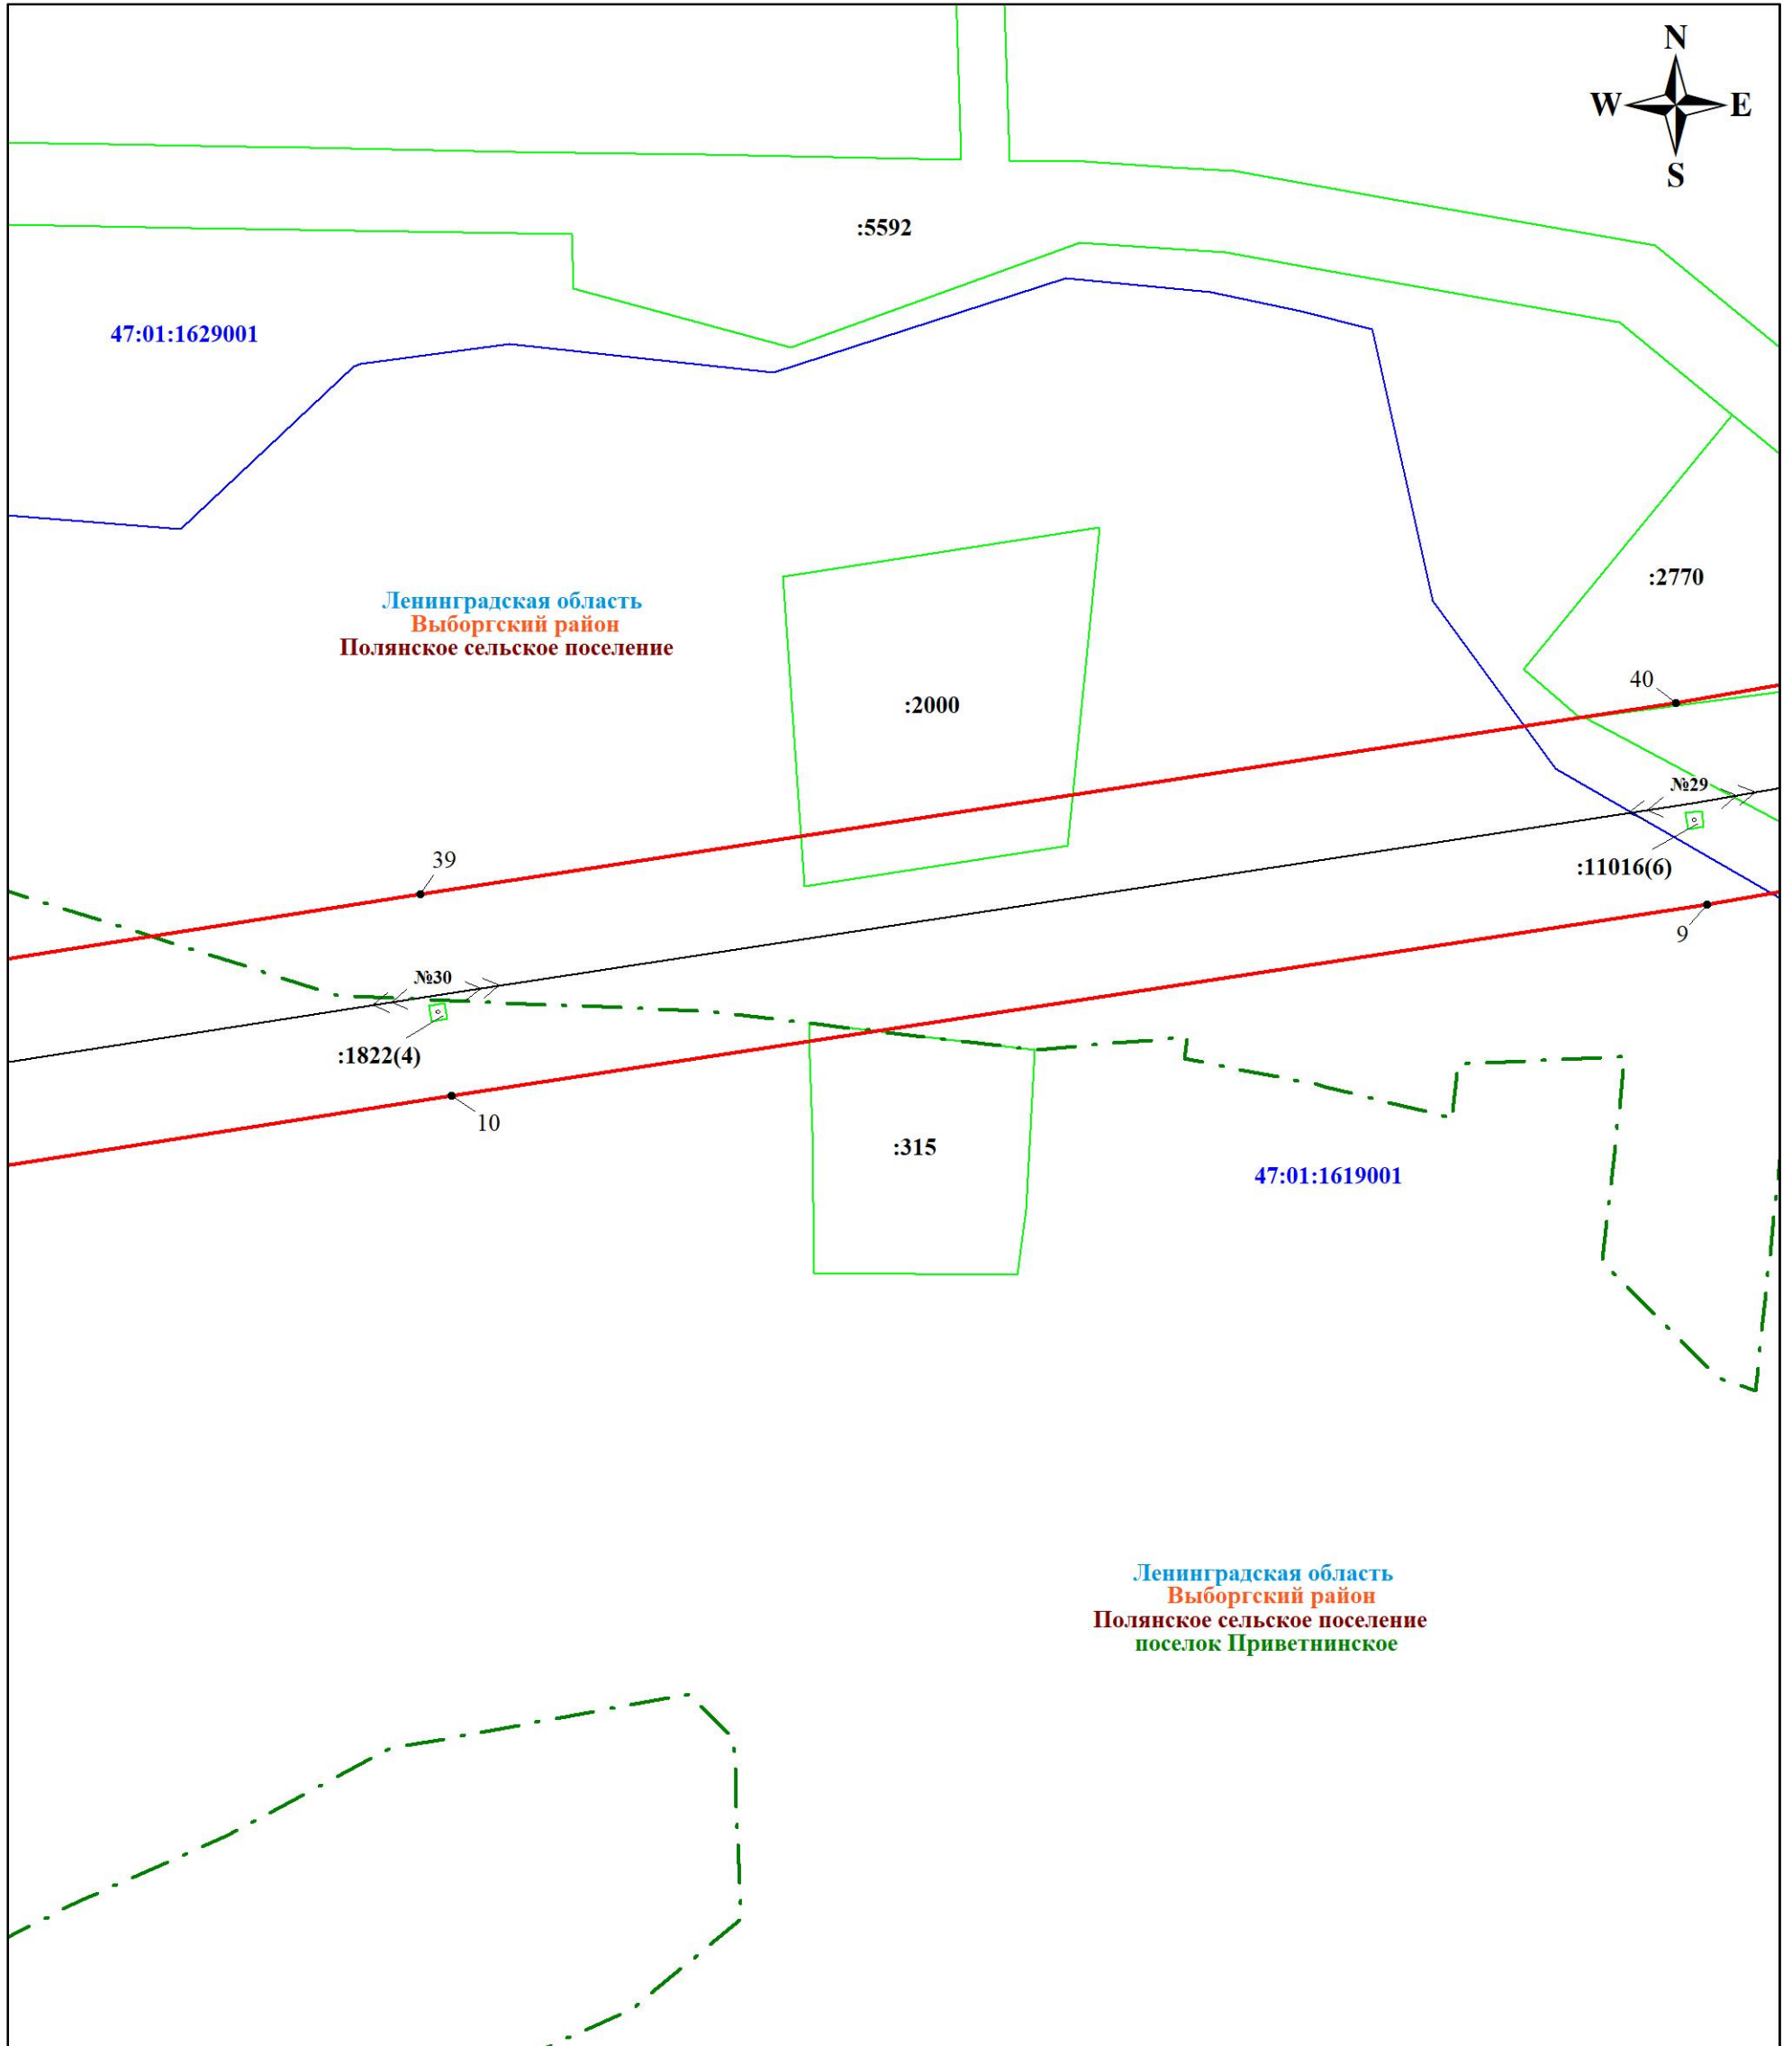 N
W E
S
:5592
47:01:1629001
:2770
Ленинградская область
Выборгский район
Полянское сельское поселение
40
:2000
№29
39
:11016(6)
9
№30
:1822(4)
10
:315
47:01:1619001
Ленинградская область
Выборгский район
Полянское сельское поселение
поселок Приветнинское